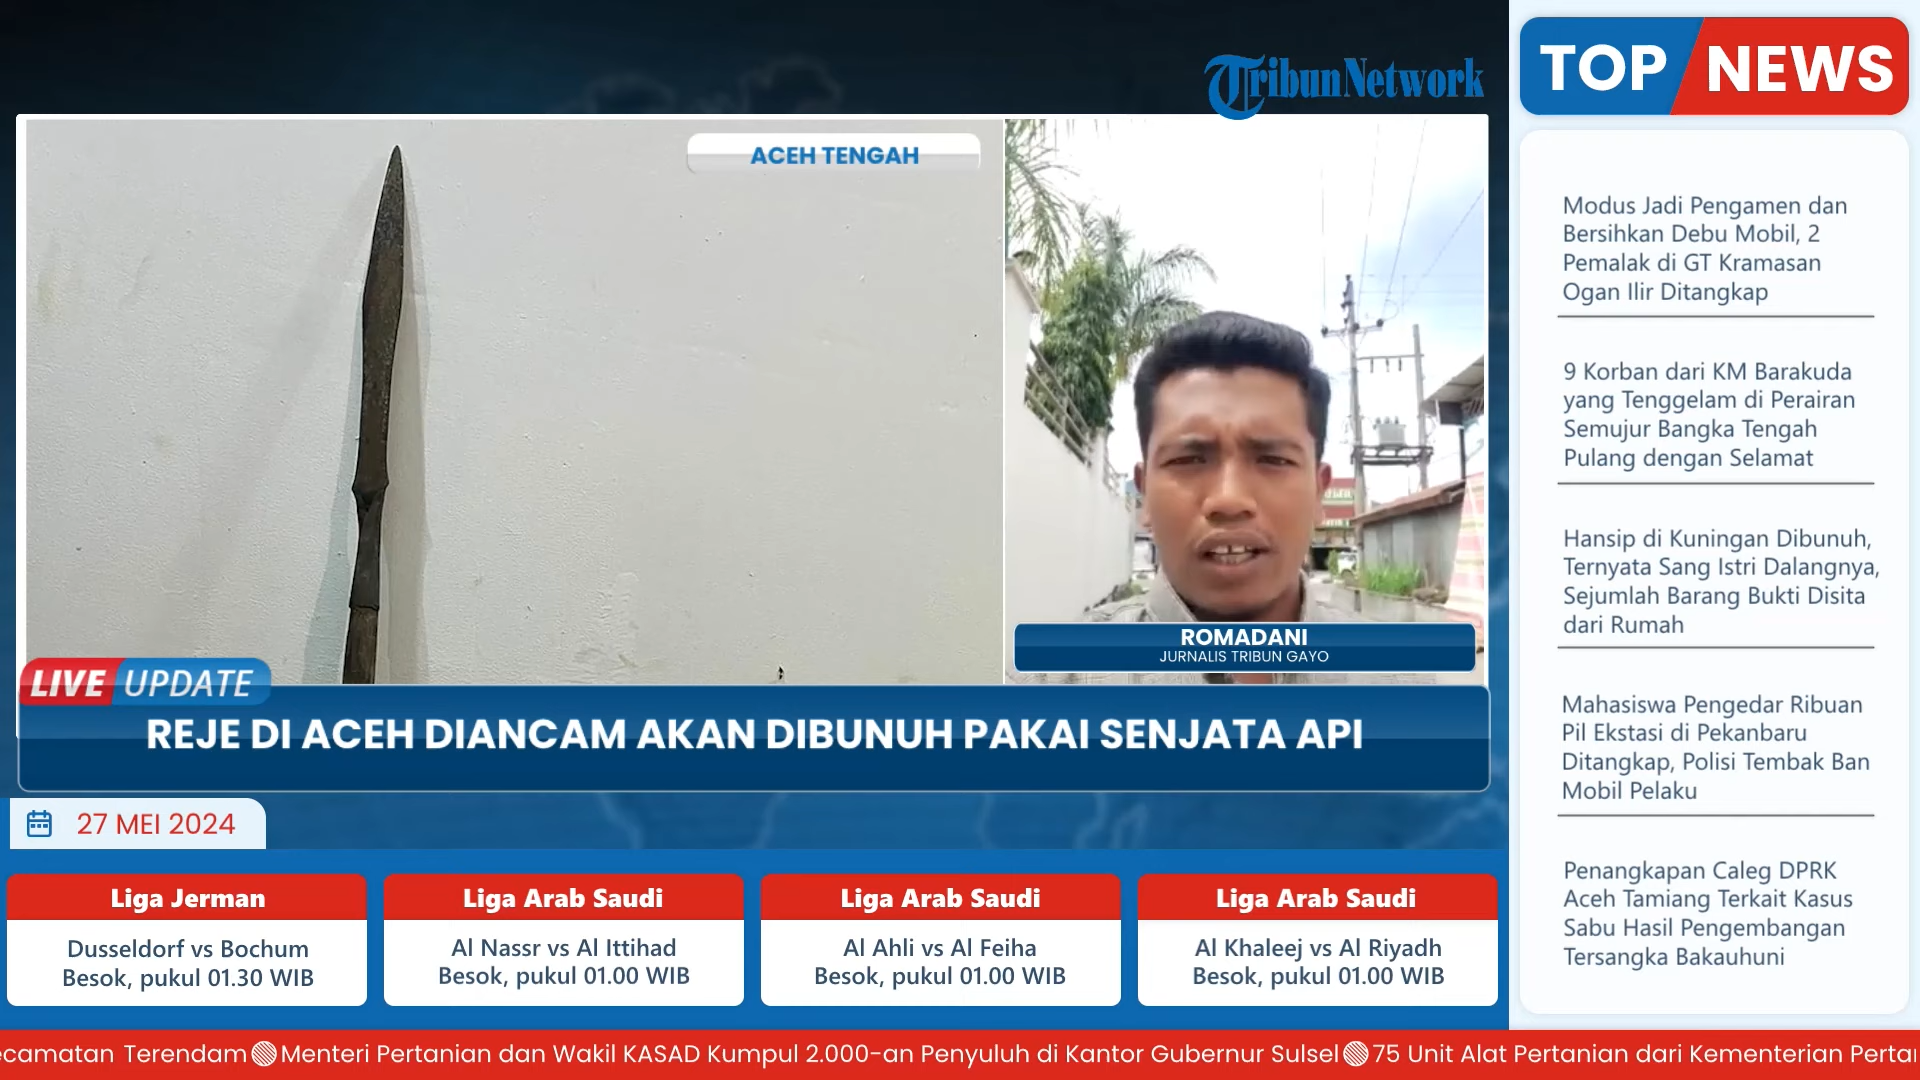 TribunNetwork
ACEH TENGAH
ROMADANI
JURNALIS TRIBUN GAYO
LIVE UPDATE
REJE DI ACEH DIANCAM AKAN DIBUNUH PAKAI SENJATA API
27 MEI 2024
Liga Jerman
Dusseldorf vs Bochum
Besok, pukul 01.30 WIB
Liga Arab Saudi
Al Nassr vs Al Ittihad
Besok, pukul 01.00 WIB
Liga Arab Saudi
Al Ahli vs Al Feiha
Besok, pukul 01.00 WIB
Liga Arab Saudi
Al Khaleej vs Al Riyadh
Besok, pukul 01.00 WIB
TOP NEWS
Modus Jadi Pengamen dan
Bersihkan Debu Mobil, 2
Pemalak di GT Kramasan
Ogan Ilir Ditangkap
9 Korban dari KM Barakuda
yang Tenggelam di Perairan
Semujur Bangka Tengah
Pulang dengan Selamat
Hansip di Kuningan Dibunuh,
Ternyata Sang Istri Dalangnya,
Sejumlah Barang Bukti Disita
dari Rumah
Mahasiswa Pengedar Ribuan
Pil Ekstasi di Pekanbaru
Ditangkap, Polisi Tembak Ban
Mobil Pelaku
Penangkapan Caleg DPRK
Aceh Tamiang Terkait Kasus
Sabu Hasil Pengembangan
Tersangka Bakauhuni
ecamatan Terendam Menteri Pertanian dan Wakil KASAD Kumpul 2.000-an Penyuluh di Kantor Gubernur Sulsel 75 Unit Alat Pertanian dari Kementerian Perta